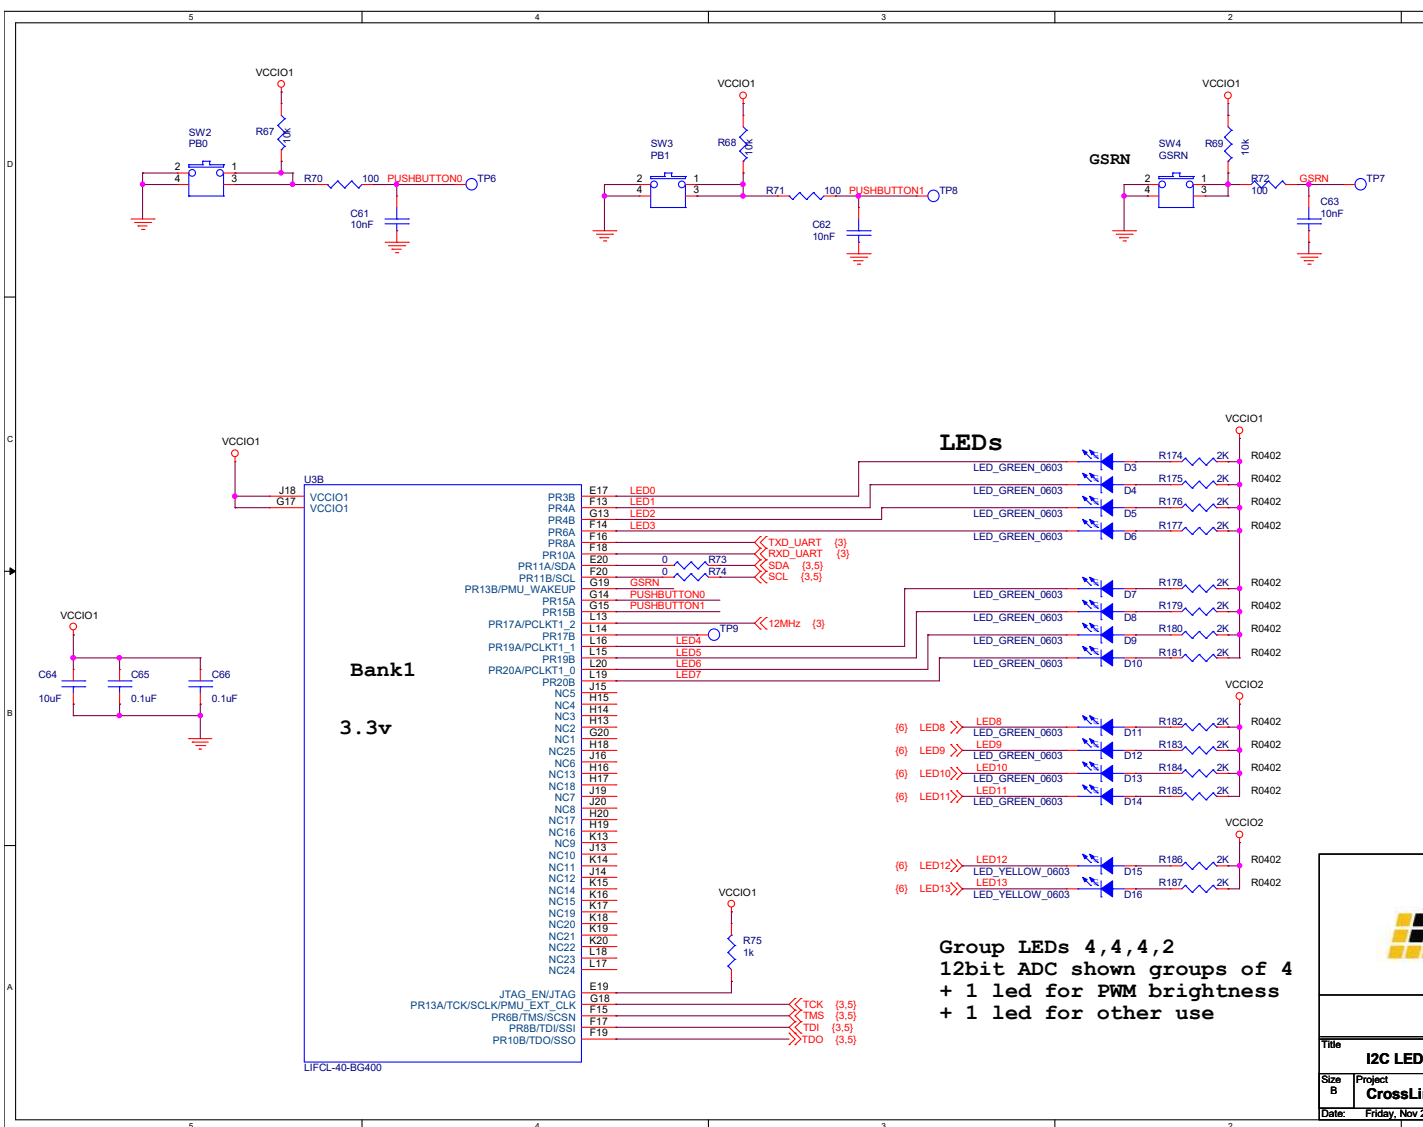 5 4 3 2
D
C
B
A
VCCIO1
R67
10k
SW2
PB0
2 1
4 3
R70 100 PUSHBUTTON0 TP6
C61
10nF
VCCIO1
R68
10k
SW3
PB1
2 1
4 3
R71 100 PUSHBUTTON1 TP8
C62
10nF
VCCIO1
R69
10k
GSRN
SW4
GSRN
2 1
4 3
R72
100
GSRN TP7
C63
10nF
VCCIO1
U3B
J18 VCCIO1
G17 VCCIO1
Bank1
3.3v
LIFCL-40-BG400
PR3B E17 LED0
PR4A F13 LED1
PR4B G13 LED2
PR6A F14 LED3
PR8A F16 TXD_UART {3}
PR10A F18 RXD_UART {3}
PR11A/SDA E20 0 R73 SDA {3,5}
PR11B/SCL F20 0 R74 SCL {3,5}
PR13B/PMU_WAKEUP G19 GSRN
PR15A G14 PUSHBUTTON0
PR15B G15 PUSHBUTTON1
PR17A/PCLKT1_2 L13 12MHz {3}
PR17B L14 TP9
PR19A/PCLKT1_1 L16 LED4
PR19B L15 LED5
PR20A/PCLKT1_0 L20 LED6
PR20B L19 LED7
NC5 J15
NC4 H15
NC3 H14
NC2 H13
NC1 G20
NC25 H18
NC6 J16
NC13 H16
NC18 H17
NC7 J19
NC8 J20
NC17 H20
NC16 H19
NC9 K13
NC10 J13
NC11 K14
NC12 J14
NC14 K15
NC15 K16
NC19 K17
NC20 K18
NC21 K19
NC22 K20
NC23 L18
NC24 L17
JTAG_EN/JTAG E19
PR13A/TCK/SCLK/PMU_EXT_CLK G18 TCK {3,5}
PR6B/TMS/SCSN F15 TMS {3,5}
PR8B/TDI/SSI F17 TDI {3,5}
PR10B/TDO/SSO F19 TDO {3,5}
VCCIO1
R75
1k
VCCIO1
C64
10uF
C65
0.1uF
C66
0.1uF
LEDs
VCCIO1
LED_GREEN_0603 D3 R174 2K R0402
LED_GREEN_0603 D4 R175 2K R0402
LED_GREEN_0603 D5 R176 2K R0402
LED_GREEN_0603 D6 R177 2K R0402
LED_GREEN_0603 D7 R178 2K R0402
LED_GREEN_0603 D8 R179 2K R0402
LED_GREEN_0603 D9 R180 2K R0402
LED_GREEN_0603 D10 R181 2K R0402
VCCIO2
{6} LED8 LED8 LED_GREEN_0603 D11 R182 2K R0402
{6} LED9 LED9 LED_GREEN_0603 D12 R183 2K R0402
{6} LED10 LED10 LED_GREEN_0603 D13 R184 2K R0402
{6} LED11 LED11 LED_GREEN_0603 D14 R185 2K R0402
VCCIO2
{6} LED12 LED12 LED_YELLOW_0603 D15 R186 2K R0402
{6} LED13 LED13 LED_YELLOW_0603 D16 R187 2K R0402
Group LEDs 4,4,4,2
12bit ADC shown groups of 4
+ 1 led for PWM brightness
+ 1 led for other use
Title
I2C LED
Size
B
Project
CrossLi
Date: Friday, Nov 2
5 4 3 2